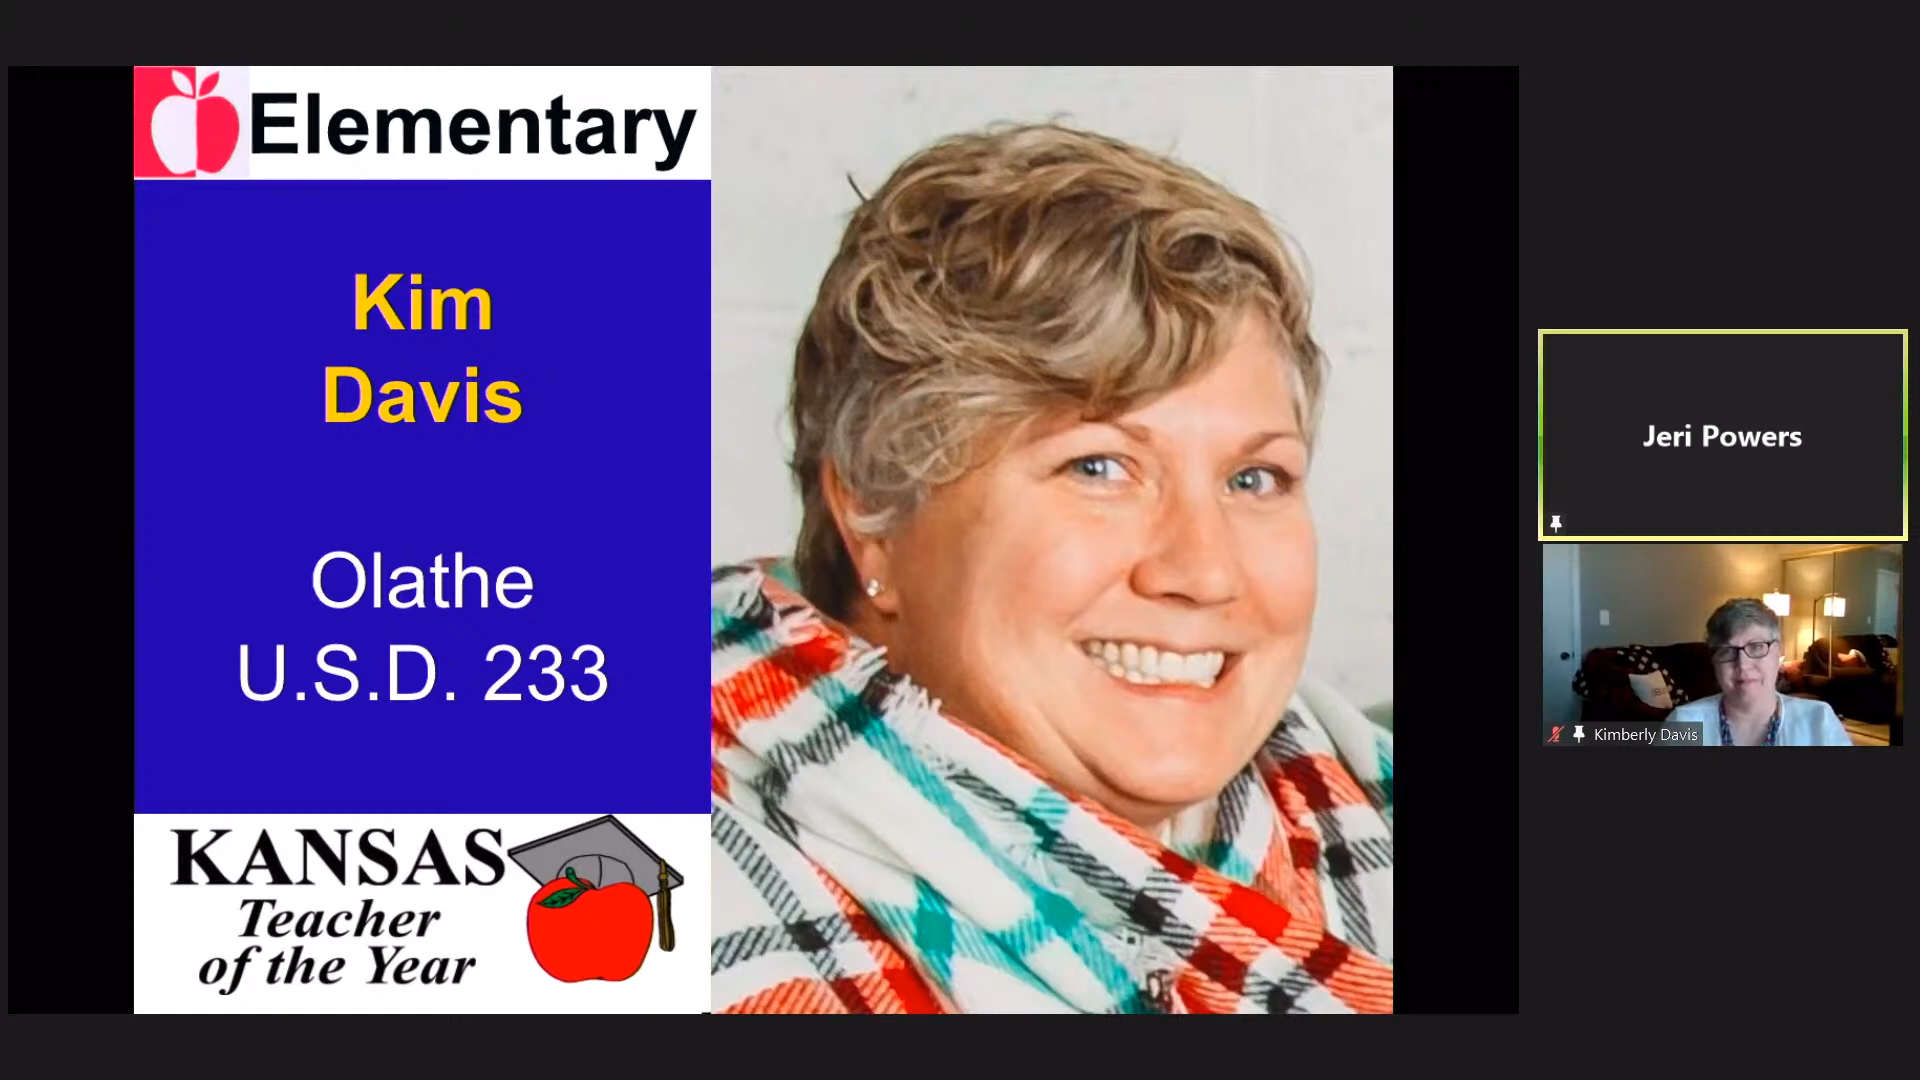 Elementary
Kim
Davis
Olathe
U.S.D. 233
KANSAS
Teacher
of the Year
Jeri Powers
Kimberly Davis